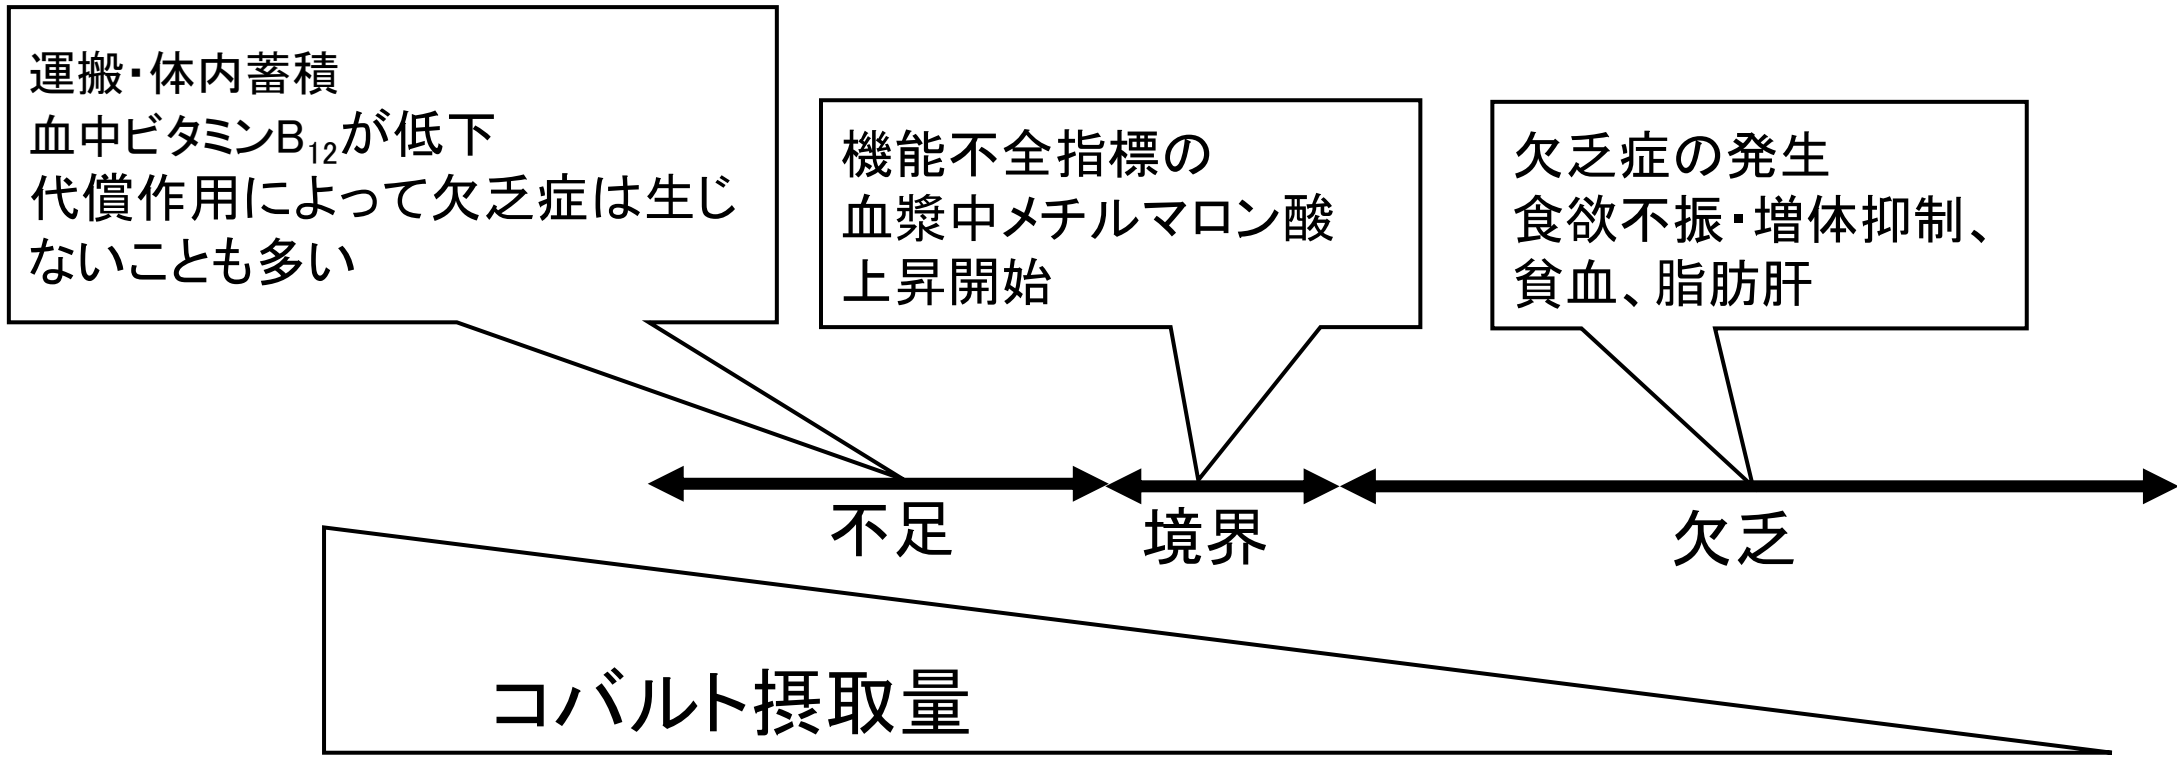 運搬・体内蓄積
血中ビタミンB12が低下
代償作用によって欠乏症は生じ
ないことも多い
機能不全指標の
血漿中メチルマロン酸
上昇開始
欠乏症の発生
食欲不振・増体抑制、
貧血、脂肪肝
不足
境界
欠乏
コバルト摂取量